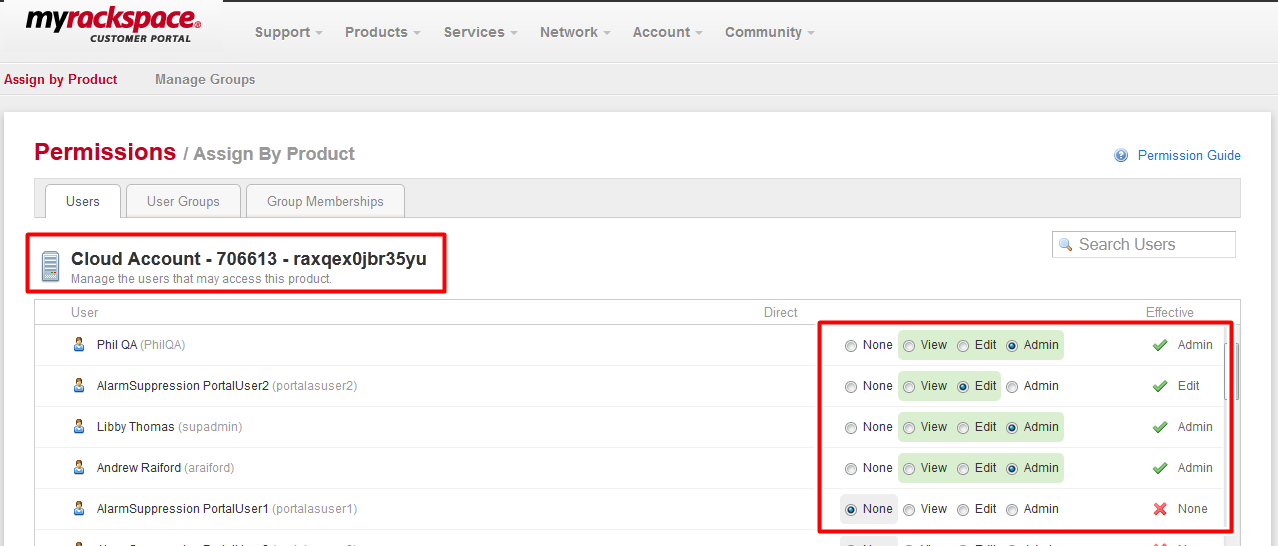 myrackspace®
CUSTOMER PORTAL
Support Products Services Network Account Community
Assign by Product Manage Groups
Permissions / Assign By Product
Permission Guide
Users User Groups Group Memberships
Cloud Account - 706613 - raxqex0jbr35yu
Manage the users that may access this product.
Search Users
User Direct Effective
Phil QA (PhilQA) None View Edit Admin Admin
AlarmSuppression PortalUser2 (portalasuser2) None View Edit Admin Edit
Libby Thomas (supadmin) None View Edit Admin Admin
Andrew Raiford (araiford) None View Edit Admin Admin
AlarmSuppression PortalUser1 (portalasuser1) None View Edit Admin None